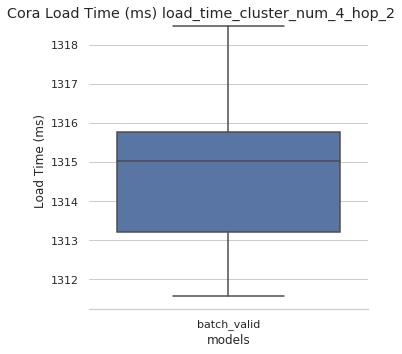 Cora Load Time (ms) load_time_cluster_num_4_hop_2
1318
1317
1316
1315
1314
1313
1312
Load Time (ms)
batch_valid
models